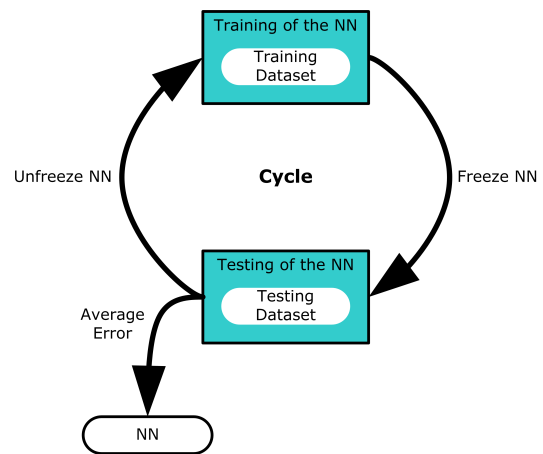 Training of the NN
Training
Dataset
Unfreeze NN
Cycle
Freeze NN
Testing of the NN
Testing
Dataset
Average
Error
NN